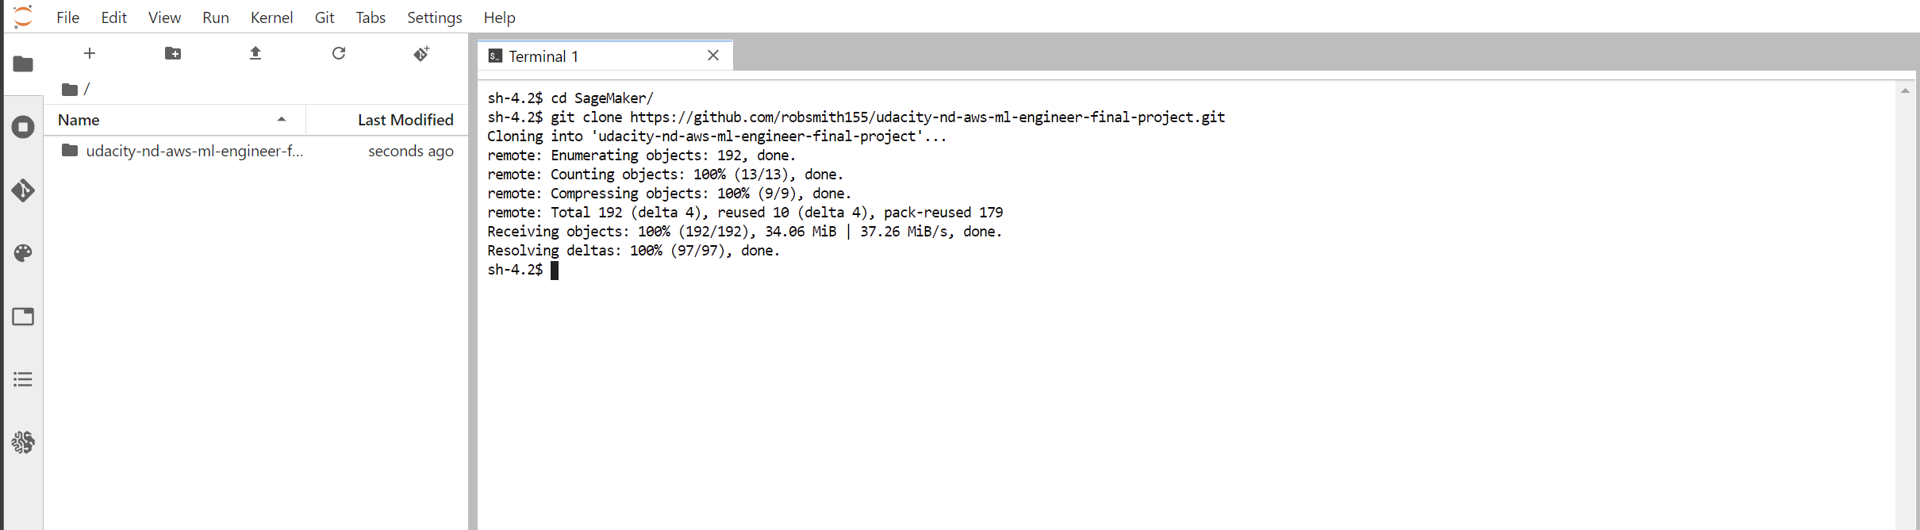 File Edit View Run Kernel Git Tabs Settings Help
Terminal 1
/
Name Last Modified
udacity-nd-aws-ml-engineer-f... seconds ago
sh-4.2$ cd SageMaker/
sh-4.2$ git clone https://github.com/robsmith155/udacity-nd-aws-ml-engineer-final-project.git
Cloning into 'udacity-nd-aws-ml-engineer-final-project'...
remote: Enumerating objects: 192, done.
remote: Counting objects: 100% (13/13), done.
remote: Compressing objects: 100% (9/9), done.
remote: Total 192 (delta 4), reused 10 (delta 4), pack-reused 179
Receiving objects: 100% (192/192), 34.06 MiB | 37.26 MiB/s, done.
Resolving deltas: 100% (97/97), done.
sh-4.2$